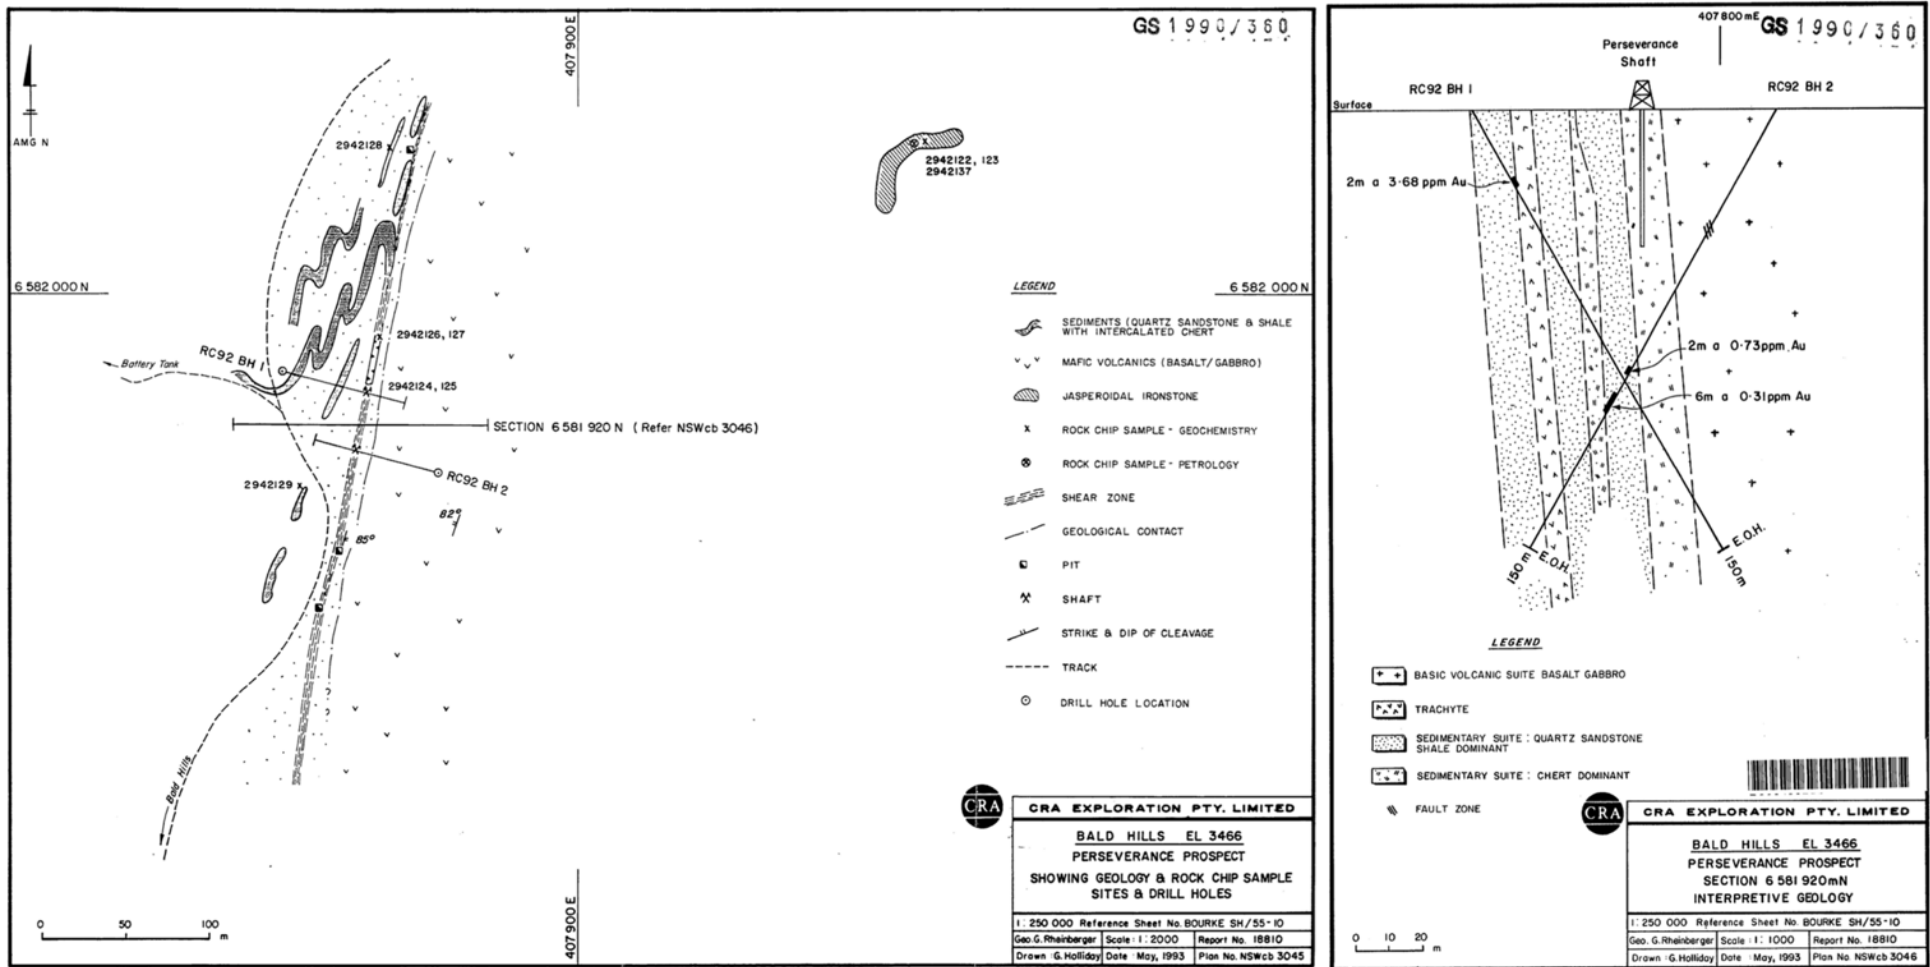 GS 1990/360
407 900 E
AMG N
2942128 x
2942122, 123
2942137
6 582 000 N
6 582 000 N
2942126, 127
Battery Tank
RC92 BH 1
2942124, 125
SECTION 6 581 920 N ( Refer NSWcb 3046)
RC92 BH 2
2942129 x
82°
85°
Bald Hills
LEGEND
SEDIMENTS (QUARTZ SANDSTONE & SHALE
WITH INTERCALATED CHERT
MAFIC VOLCANICS (BASALT/ GABBRO)
JASPEROIDAL IRONSTONE
ROCK CHIP SAMPLE - GEOCHEMISTRY
ROCK CHIP SAMPLE - PETROLOGY
SHEAR ZONE
GEOLOGICAL CONTACT
PIT
SHAFT
STRIKE & DIP OF CLEAVAGE
TRACK
DRILL HOLE LOCATION
0 50 100
m
407 900 E
CRA
CRA EXPLORATION PTY. LIMITED
BALD HILLS EL 3466
PERSEVERANCE PROSPECT
SHOWING GEOLOGY & ROCK CHIP SAMPLE
SITES & DRILL HOLES
1: 250 000 Reference Sheet No. BOURKE SH/55-10
Geo. G. Rheinberger Scale : 1 : 2000 Report No. 18810
Drawn : G. Holliday Date : May, 1993 Plan No. NSWcb 3045
407 800 mE
GS 1990/360
Perseverance
Shaft
RC92 BH 1
RC92 BH 2
Surface
2m a 3·68 ppm Au
2m a 0·73ppm Au
6m a 0·31ppm Au
150 m E.O.H.
E.O.H.
150m
LEGEND
BASIC VOLCANIC SUITE BASALT GABBRO
TRACHYTE
SEDIMENTARY SUITE : QUARTZ SANDSTONE
SHALE DOMINANT
SEDIMENTARY SUITE : CHERT DOMINANT
FAULT ZONE
0 10 20
m
CRA
CRA EXPLORATION PTY. LIMITED
BALD HILLS EL 3466
PERSEVERANCE PROSPECT
SECTION 6 581 920mN
INTERPRETIVE GEOLOGY
1: 250 000 Reference Sheet No. BOURKE SH/55-10
Geo. G. Rheinberger Scale : 1 : 1000 Report No. 18810
Drawn : G. Holliday Date : May, 1993 Plan No. NSWcb 3046